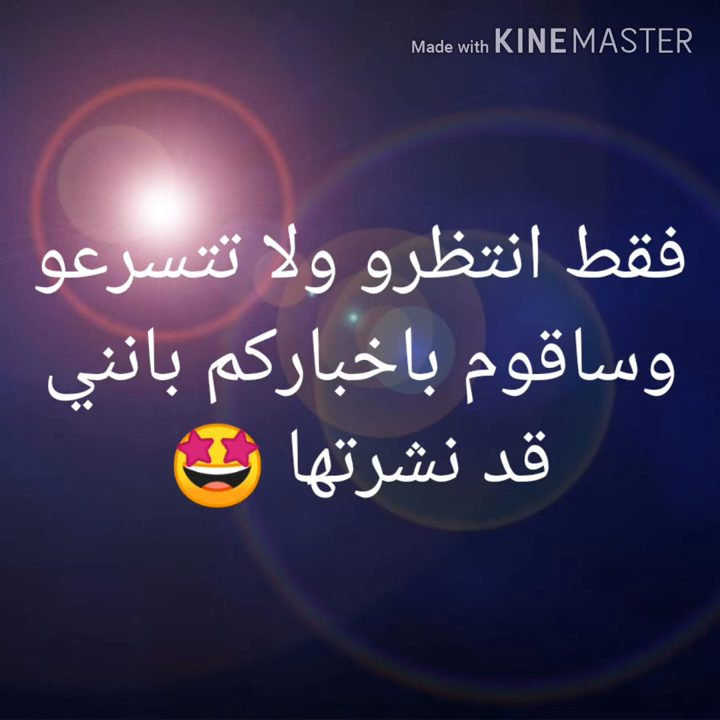 Made with KINEMASTER
فقط انتظرو ولا تتسرعو
وساقوم باخباركم بانني
قد نشرتها 🤩